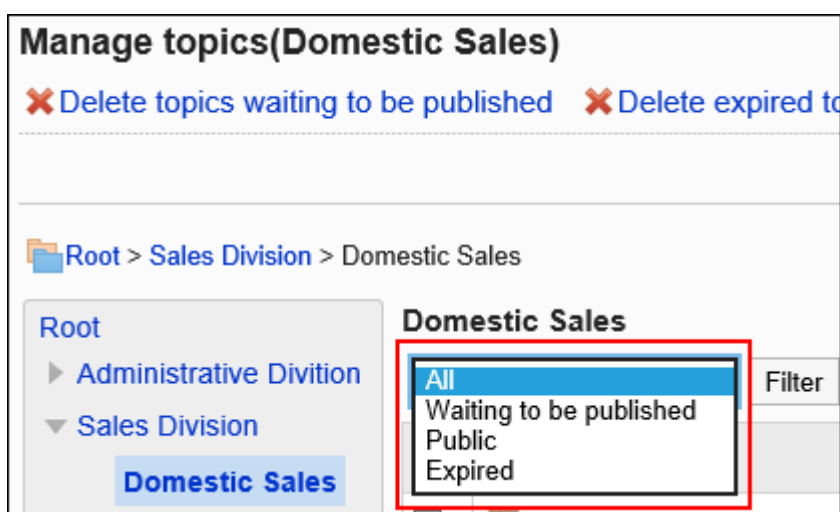 Manage topics(Domestic Sales)
Delete topics waiting to be published Delete expired
Root > Sales Division > Domestic Sales
Root
Administrative Divition
Sales Division
Domestic Sales
Domestic Sales
All
Waiting to be published
Public
Expired
Filter